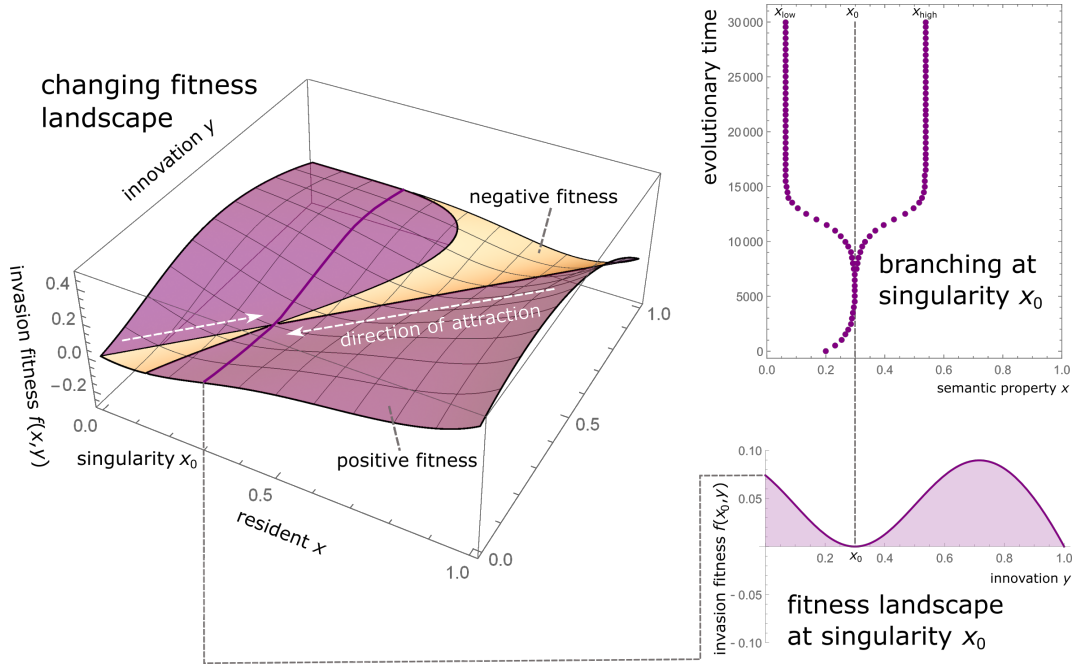 changing fitness
landscape
innovation y
negative fitness
direction of attraction
positive fitness
invasion fitness f(x,y)
0.4
0.2
0.0
−0.2
0.0
0.5
1.0
singularity x0
resident x
0.0
0.5
1.0
evolutionary time
xlow
x0
xhigh
30000
25000
20000
15000
10000
5000
0
0.0
0.2
0.4
0.6
0.8
1.0
branching at
singularity x0
semantic property x
invasion fitness f(x0,y)
0.10
0.05
-0.05
-0.10
0.2
x0
0.4
0.6
0.8
1.0
innovation y
fitness landscape
at singularity x0